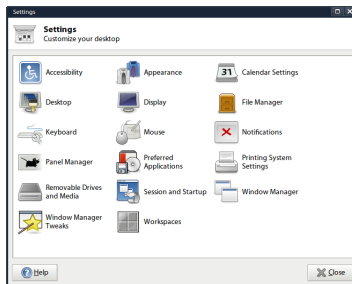 Settings
Settings
Customize your desktop
Accessibility
Appearance
31
Calendar Settings
Desktop
Display
File Manager
Keyboard
Mouse
Notifications
Panel Manager
Preferred
Applications
Printing System
Settings
Removable Drives
and Media
Session and Startup
Window Manager
Window Manager
Tweaks
Workspaces
Help
Close